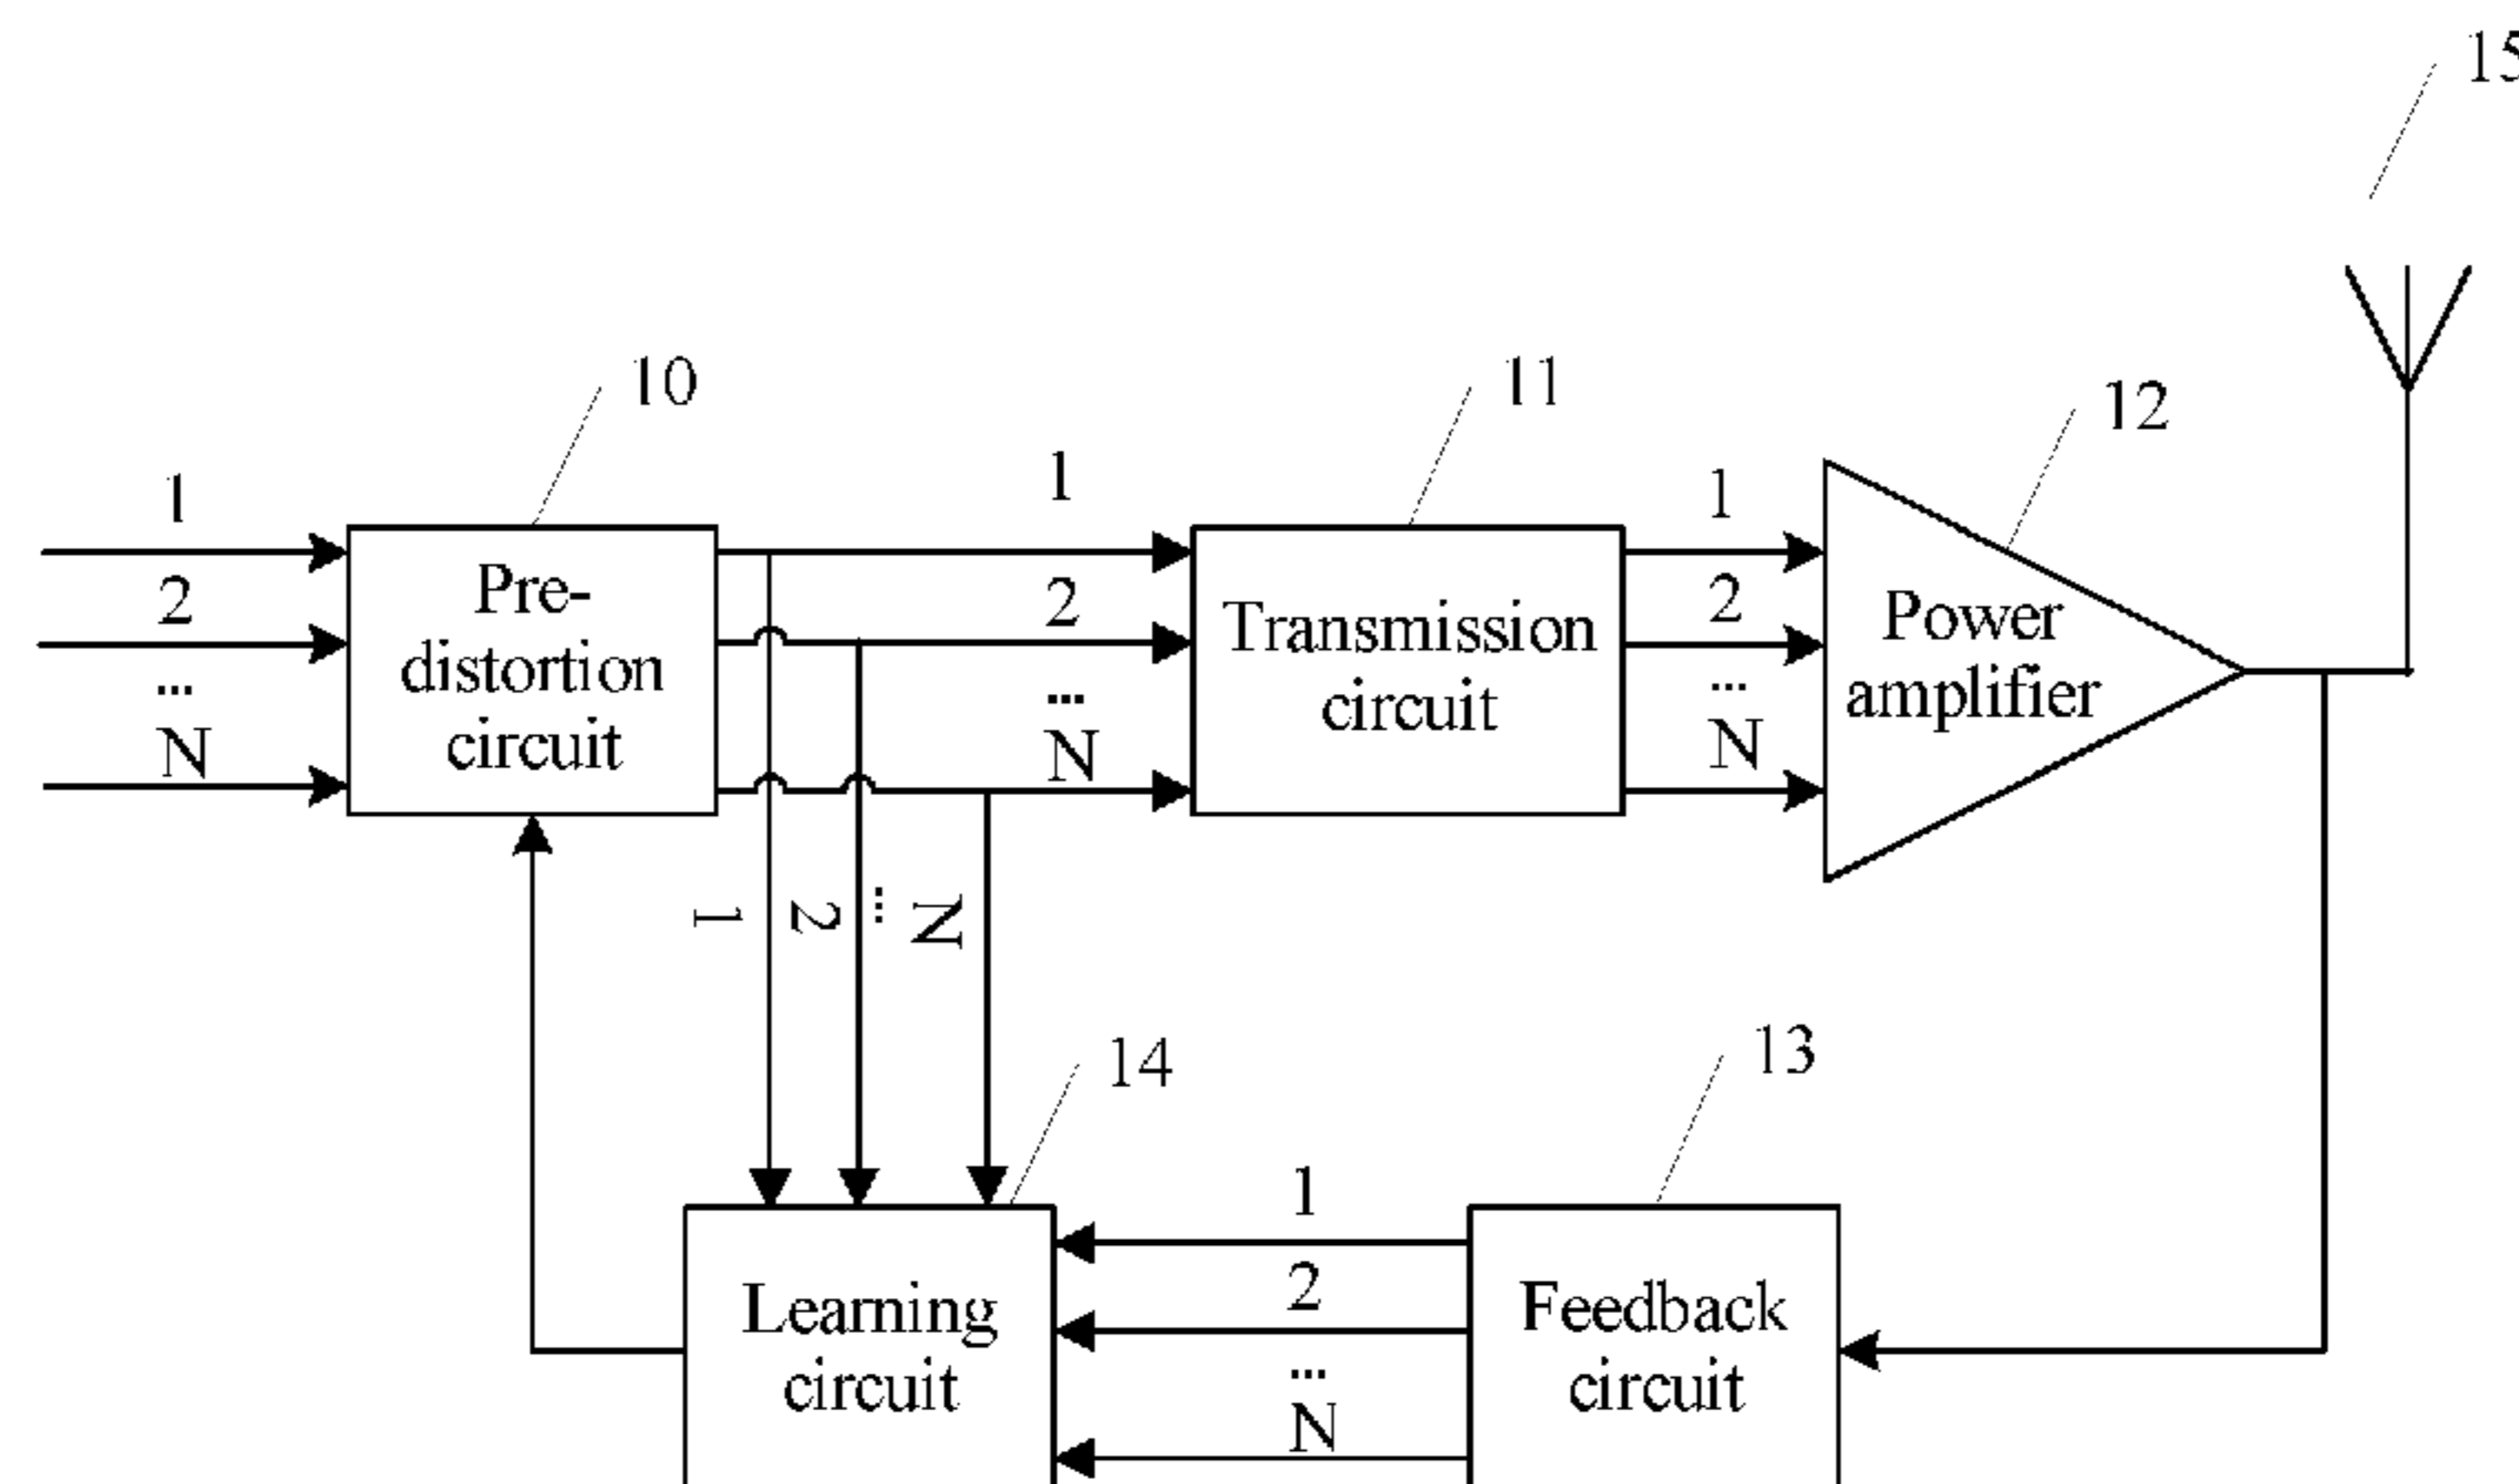 15
10
11
12
1
2
...
N
Pre-
distortion
circuit
1
2
...
N
Transmission
circuit
1
2
...
N
Power
amplifier
1
2
...
N
14
13
Learning
circuit
1
2
...
N
Feedback
circuit